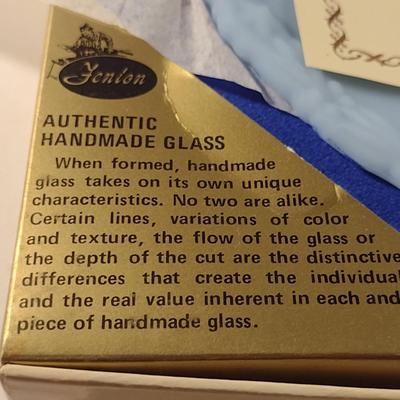 Fenton
AUTHENTIC
HANDMADE GLASS
When formed, handmade
glass takes on its own unique
characteristics. No two are alike.
Certain lines, variations of color
and texture, the flow of the glass or
the depth of the cut are the distinctive
differences that create the individual
and the real value inherent in each and
piece of handmade glass.